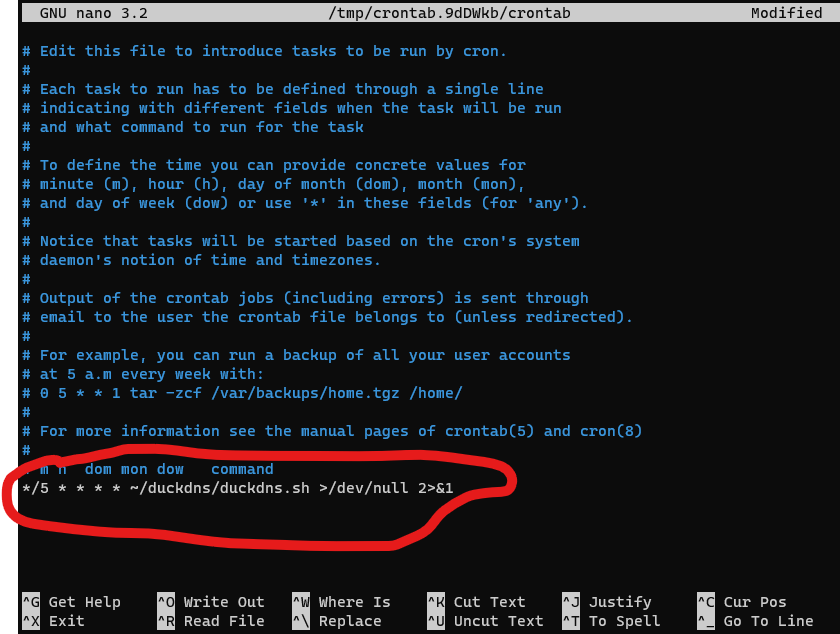 GNU nano 3.2 /tmp/crontab.9dDWkb/crontab Modified
# Edit this file to introduce tasks to be run by cron.
#
# Each task to run has to be defined through a single line
# indicating with different fields when the task will be run
# and what command to run for the task
#
# To define the time you can provide concrete values for
# minute (m), hour (h), day of month (dom), month (mon),
# and day of week (dow) or use '*' in these fields (for 'any').
#
# Notice that tasks will be started based on the cron's system
# daemon's notion of time and timezones.
#
# Output of the crontab jobs (including errors) is sent through
# email to the user the crontab file belongs to (unless redirected).
#
# For example, you can run a backup of all your user accounts
# at 5 a.m every week with:
# 0 5 * * 1 tar -zcf /var/backups/home.tgz /home/
#
# For more information see the manual pages of crontab(5) and cron(8)
#
# m h dom mon dow command
*/5 * * * * ~/duckdns/duckdns.sh >/dev/null 2>&1
^G Get Help ^O Write Out ^W Where Is ^K Cut Text ^J Justify ^C Cur Pos
^X Exit ^R Read File ^\ Replace ^U Uncut Text ^T To Spell ^_ Go To Line